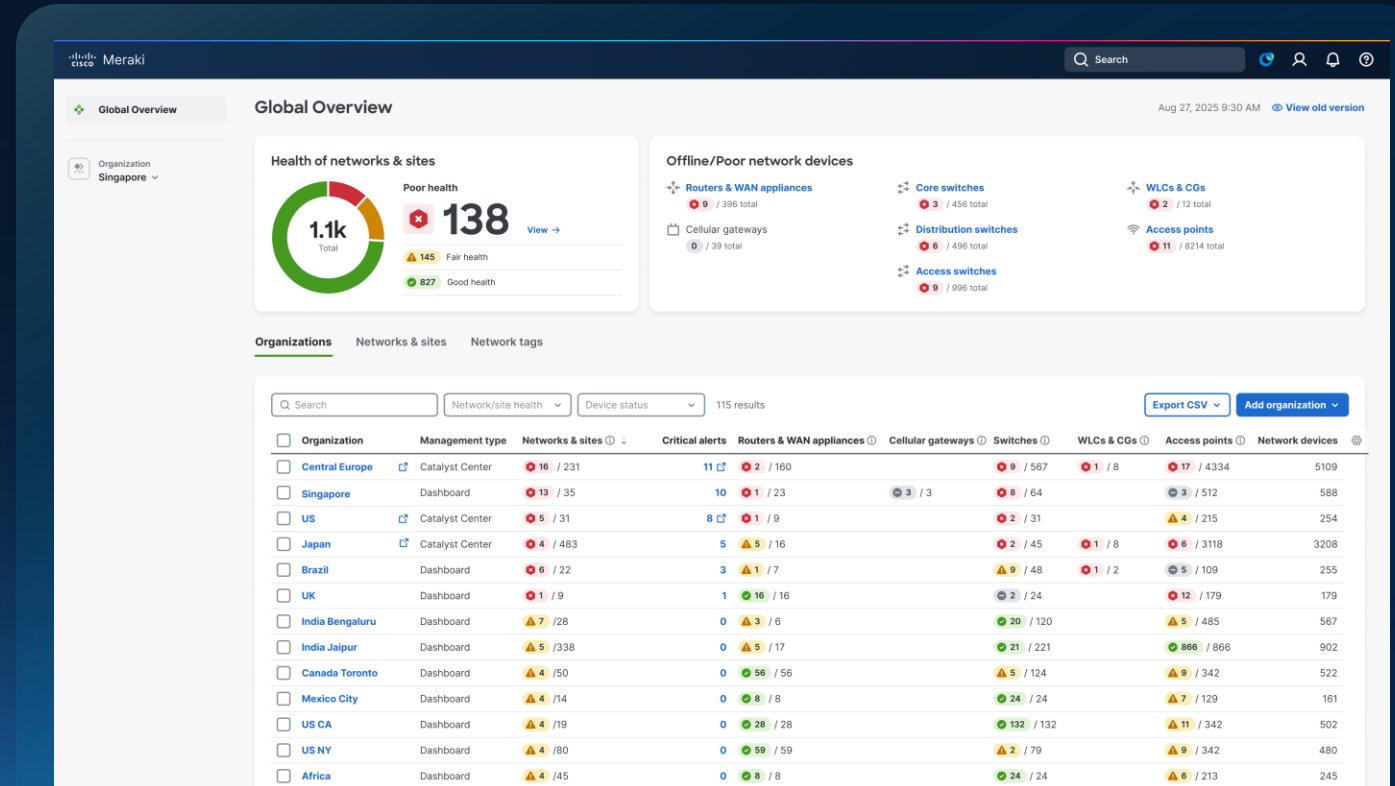 cisco Meraki
Search
Global Overview
Organization
Singapore
Global Overview
Aug 27, 2025 9:30 AM View old version
Health of networks & sites
1.1k
Total
Poor health
138 View →
145 Fair health
827 Good health
Offline/Poor network devices
Routers & WAN appliances
9 / 396 total
Cellular gateways
0 / 39 total
Core switches
3 / 456 total
Distribution switches
6 / 496 total
Access switches
9 / 996 total
WLCs & CGs
2 / 12 total
Access points
11 / 8214 total
Organizations Networks & sites Network tags
Search Network/site health Device status 115 results Export CSV Add organization
Organization Management type Networks & sites Critical alerts Routers & WAN appliances Cellular gateways Switches WLCs & CGs Access points Network devices
Central Europe Catalyst Center 16 / 231 11 2 / 160 9 / 567 1 / 8 17 / 4334 5109
Singapore Dashboard 13 / 35 10 1 / 23 3 / 3 8 / 64 3 / 512 588
US Catalyst Center 5 / 31 8 1 / 9 2 / 31 4 / 215 254
Japan Catalyst Center 4 / 483 5 5 / 16 2 / 45 1 / 8 6 / 3118 3208
Brazil Dashboard 6 / 22 3 1 / 7 9 / 48 1 / 2 5 / 109 255
UK Dashboard 1 / 9 1 16 / 16 2 / 24 12 / 179 179
India Bengaluru Dashboard 7 /28 0 3 / 6 20 / 120 5 / 485 567
India Jaipur Dashboard 5 /338 0 5 / 17 21 / 221 866 / 866 902
Canada Toronto Dashboard 4 /50 0 56 / 56 5 / 124 9 / 342 522
Mexico City Dashboard 4 /14 0 8 / 8 24 / 24 7 / 129 161
US CA Dashboard 4 /19 0 28 / 28 132 / 132 11 / 342 502
US NY Dashboard 4 /80 0 59 / 59 2 / 79 9 / 342 480
Africa Dashboard 4 /45 0 8 / 8 24 / 24 6 / 213 245